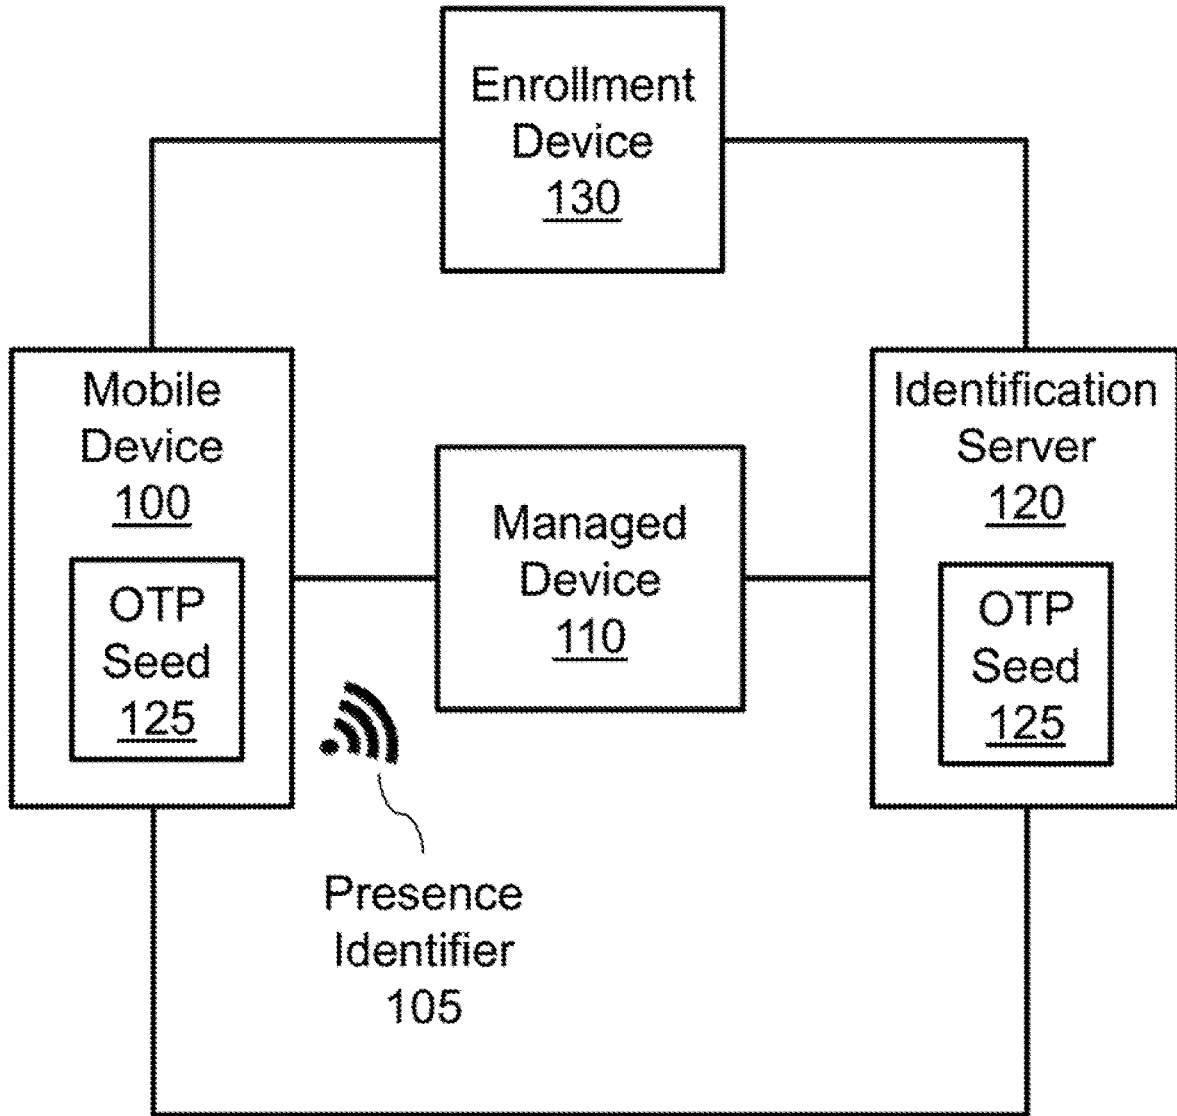 Enrollment
Device
130
Mobile
Device
100
OTP
Seed
125
Managed
Device
110
Identification
Server
120
OTP
Seed
125
Presence
Identifier
105